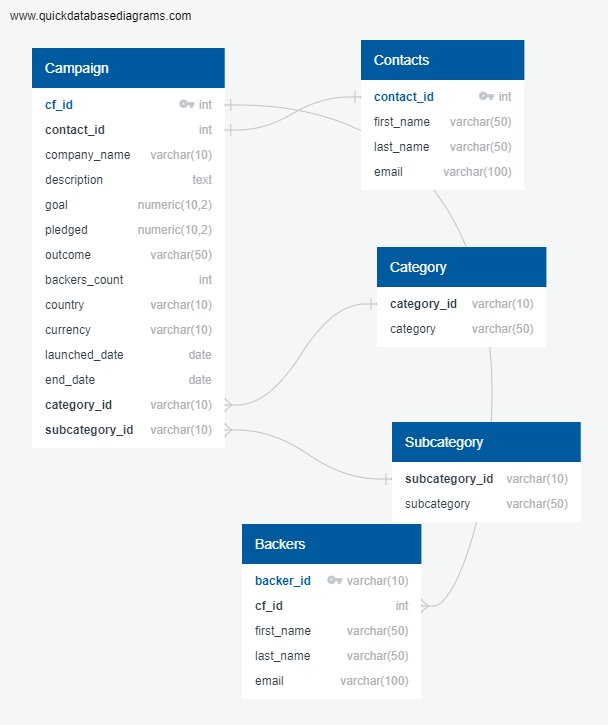 www.quickdatabasediagrams.com
Campaign
cf_id int
contact_id int
company_name varchar(10)
description text
goal numeric(10,2)
pledged numeric(10,2)
outcome varchar(50)
backers_count int
country varchar(10)
currency varchar(10)
launched_date date
end_date date
category_id varchar(10)
subcategory_id varchar(10)
Contacts
contact_id int
first_name varchar(50)
last_name varchar(50)
email varchar(100)
Category
category_id varchar(10)
category varchar(50)
Subcategory
subcategory_id varchar(10)
subcategory varchar(50)
Backers
backer_id varchar(10)
cf_id int
first_name varchar(50)
last_name varchar(50)
email varchar(100)